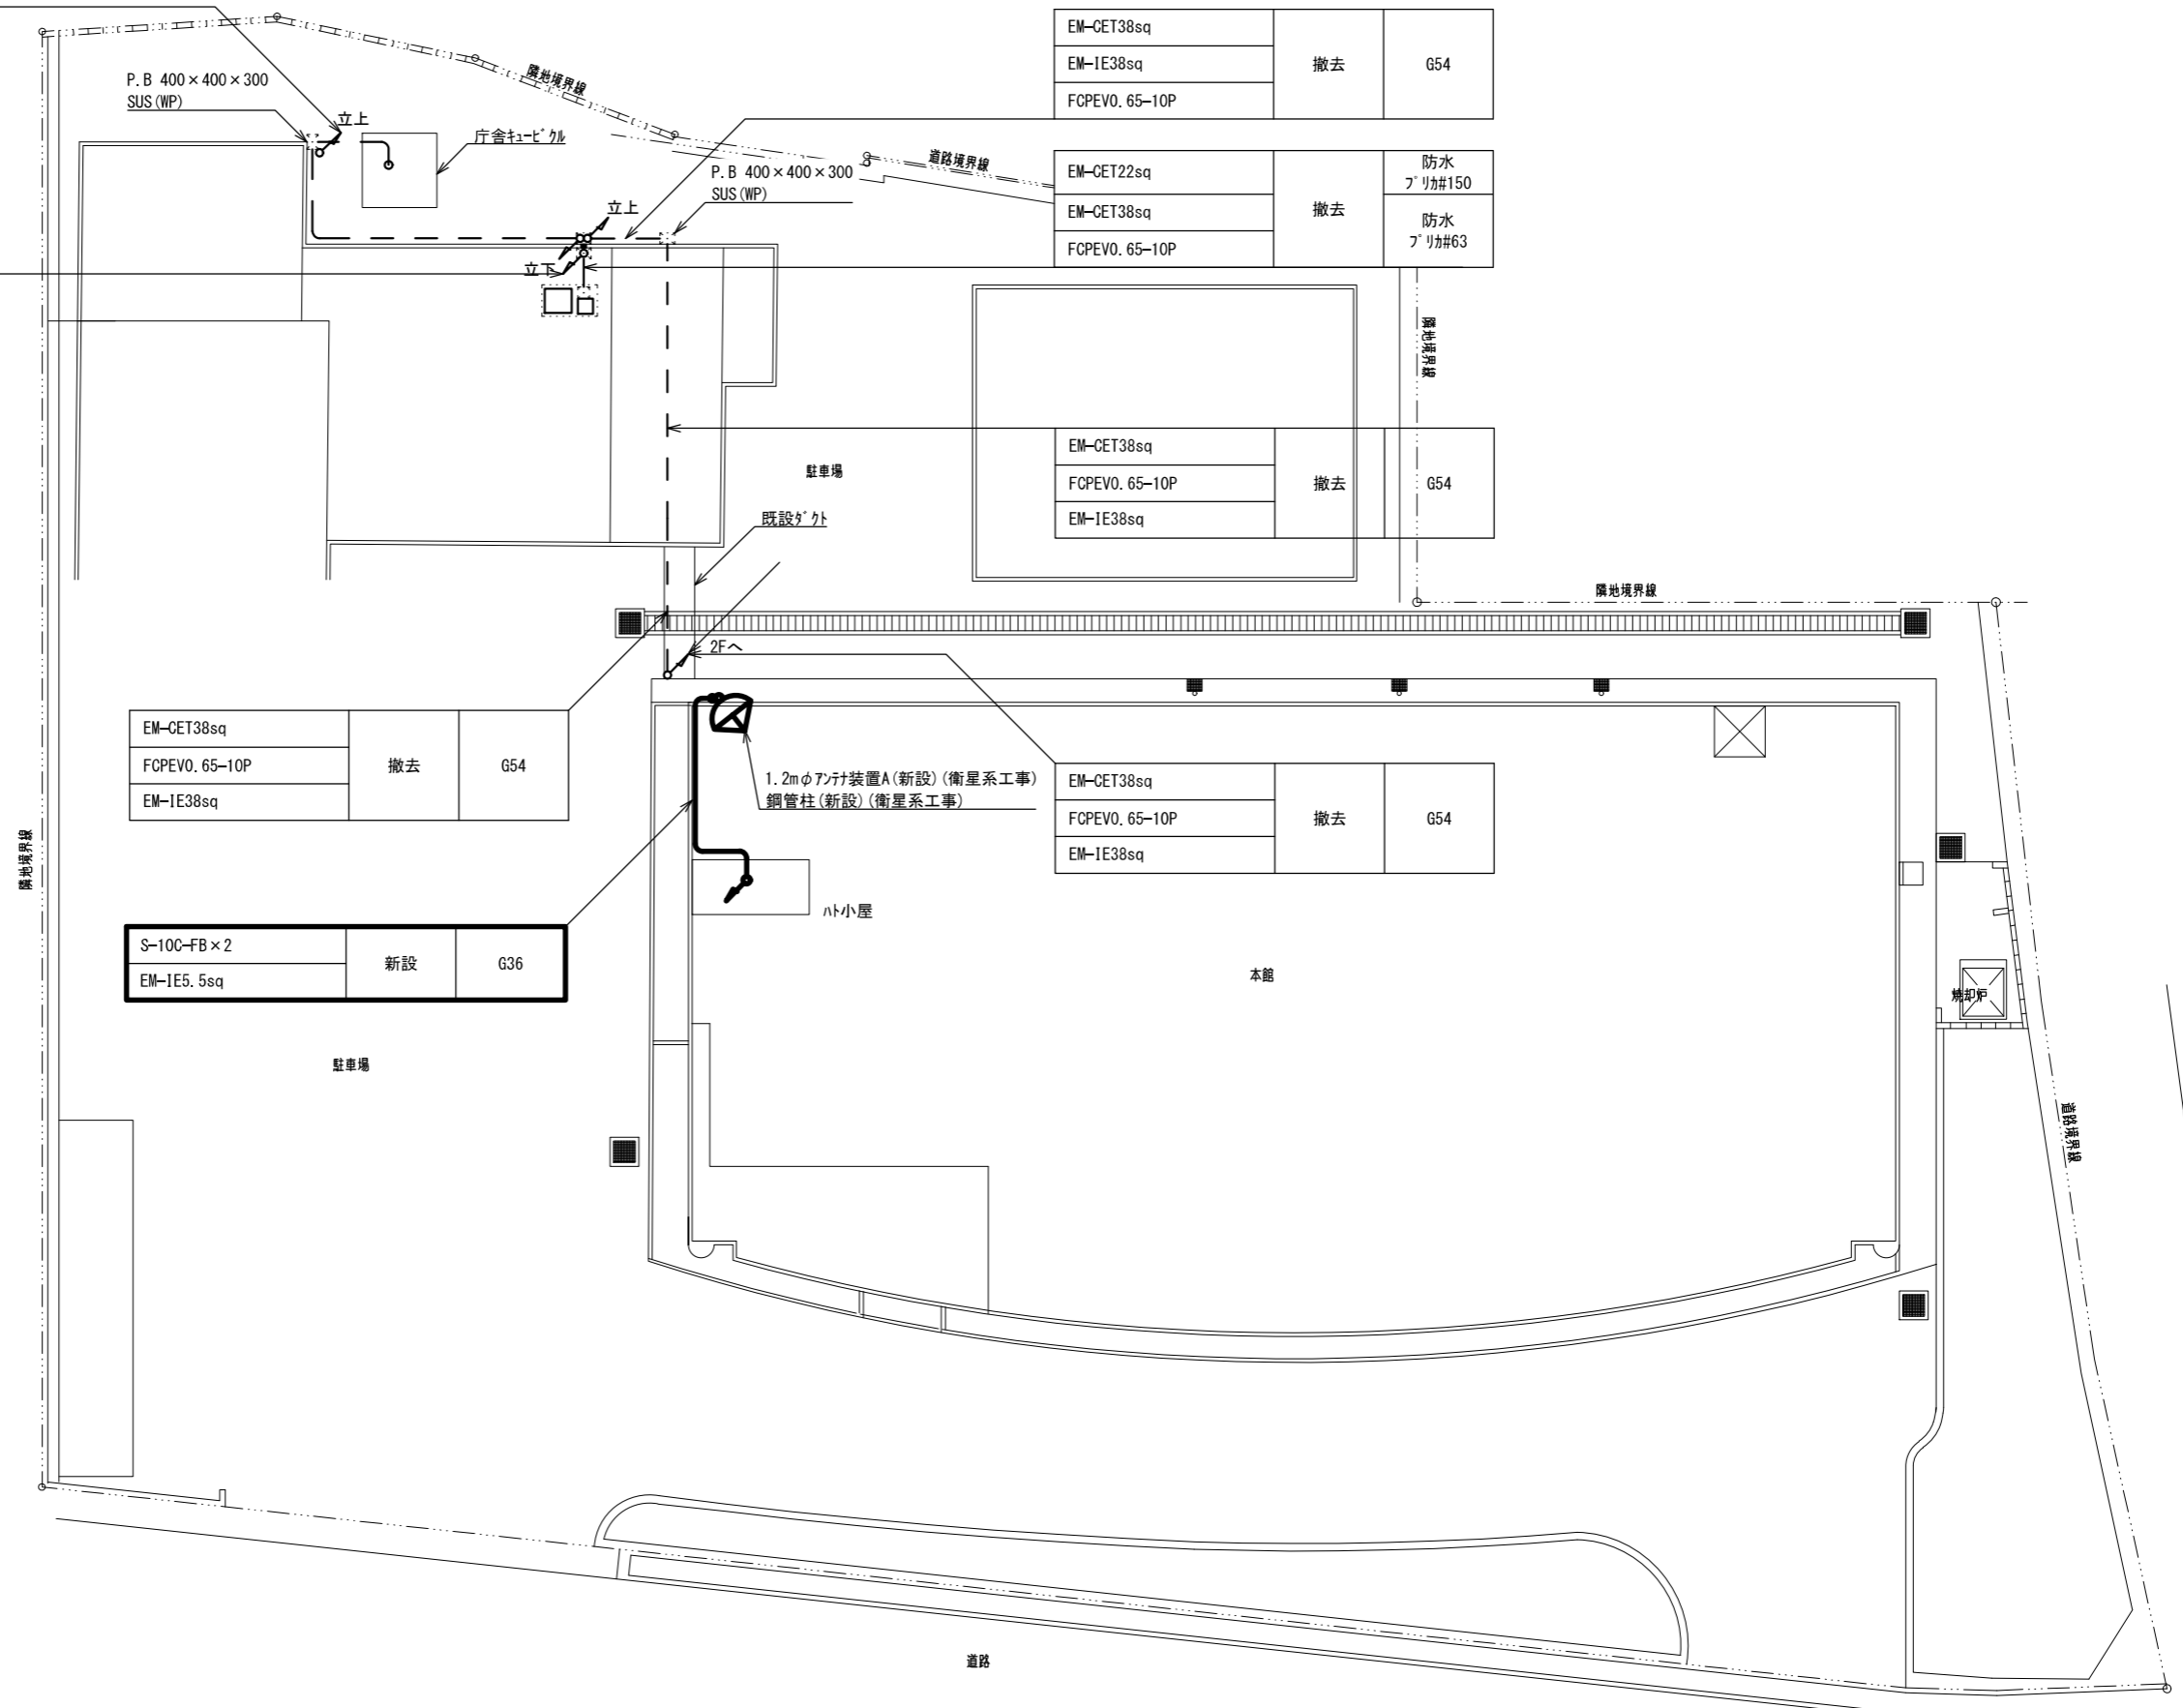 EM-CET38sq
EM-IE38sq
FCPEV0.65-10P
撤去
G54
隣地境界線
P.B 400×400×300
SUS(WP)
立上
庁舎ｷｭｰﾋﾞｸﾙ
道路境界線
P.B 400×400×300
SUS(WP)
EM-CET22sq
EM-CET38sq
FCPEV0.65-10P
撤去
防水
ﾌﾟﾘｶ#150
防水
ﾌﾟﾘｶ#63
立上
立下
隣地境界線
EM-CET38sq
FCPEV0.65-10P
EM-IE38sq
撤去
G54
駐車場
既設ﾀﾞｸﾄ
隣地境界線
2Fへ
EM-CET38sq
FCPEV0.65-10P
EM-IE38sq
撤去
G54
1.2mφｱﾝﾃﾅ装置A(新設)(衛星系工事)
鋼管柱(新設)(衛星系工事)
EM-CET38sq
FCPEV0.65-10P
EM-IE38sq
撤去
G54
隣地境界線
ﾊﾄ小屋
S-10C-FB×2
EM-IE5.5sq
新設
G36
本館
焼却炉
駐車場
道路境界線
道路